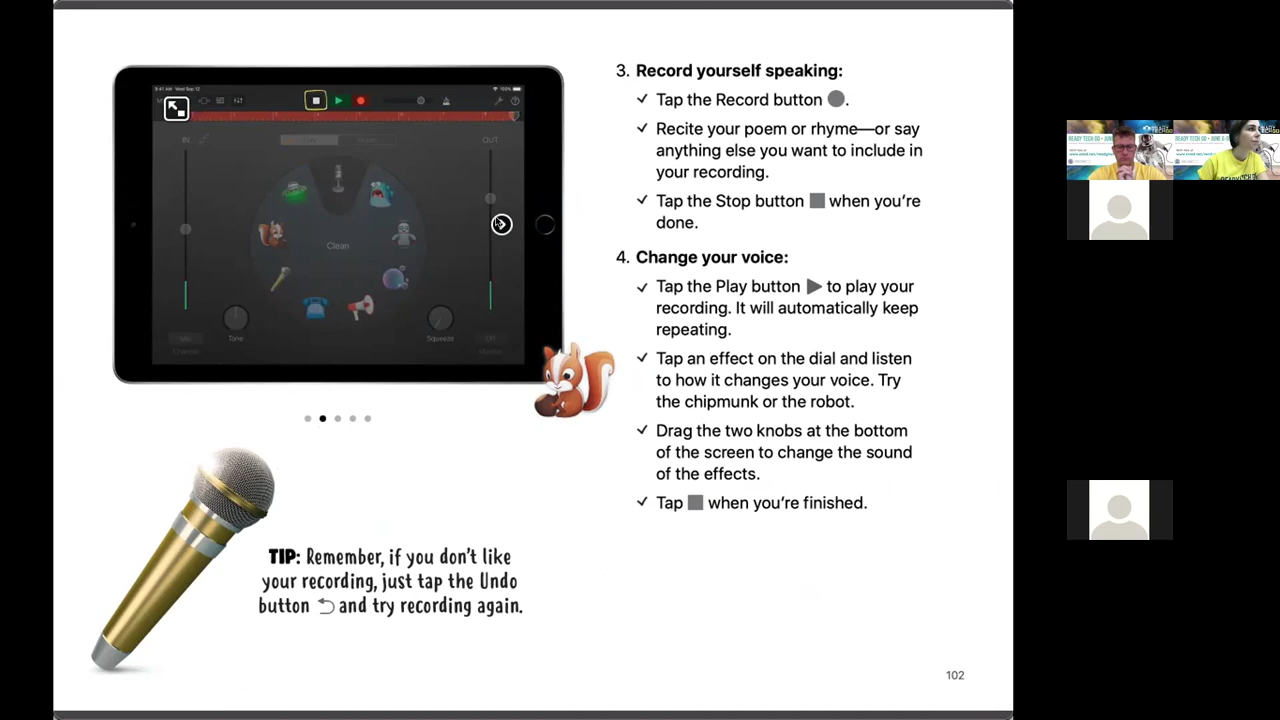 9:41 AM Wed Sep 12
100%
IN
OUT
Clean
Tone
Squeeze
3. Record yourself speaking:
✓ Tap the Record button.
✓ Recite your poem or rhyme—or say
anything else you want to include in
your recording.
✓ Tap the Stop button when you're
done.
4. Change your voice:
✓ Tap the Play button to play your
recording. It will automatically keep
repeating.
✓ Tap an effect on the dial and listen
to how it changes your voice. Try
the chipmunk or the robot.
✓ Drag the two knobs at the bottom
of the screen to change the sound
of the effects.
✓ Tap when you're finished.
TIP: Remember, if you don't like
your recording, just tap the Undo
button and try recording again.
102